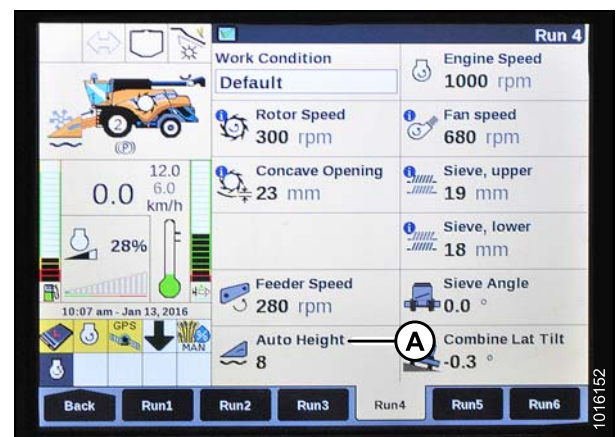 Run 4
Work Condition
Default
Engine Speed
1000 rpm
Rotor Speed
300 rpm
Fan speed
680 rpm
Concave Opening
23 mm
Sieve, upper
19 mm
Sieve, lower
18 mm
Feeder Speed
280 rpm
Sieve Angle
0.0 °
Auto Height
8
A
Combine Lat Tilt
-0.3 °
2
(P)
12.0
0.0
6.0
km/h
28%
10:07 am - Jan 13, 2016
GPS
MAN
Back
Run1
Run2
Run3
Run4
Run5
Run6
1016152